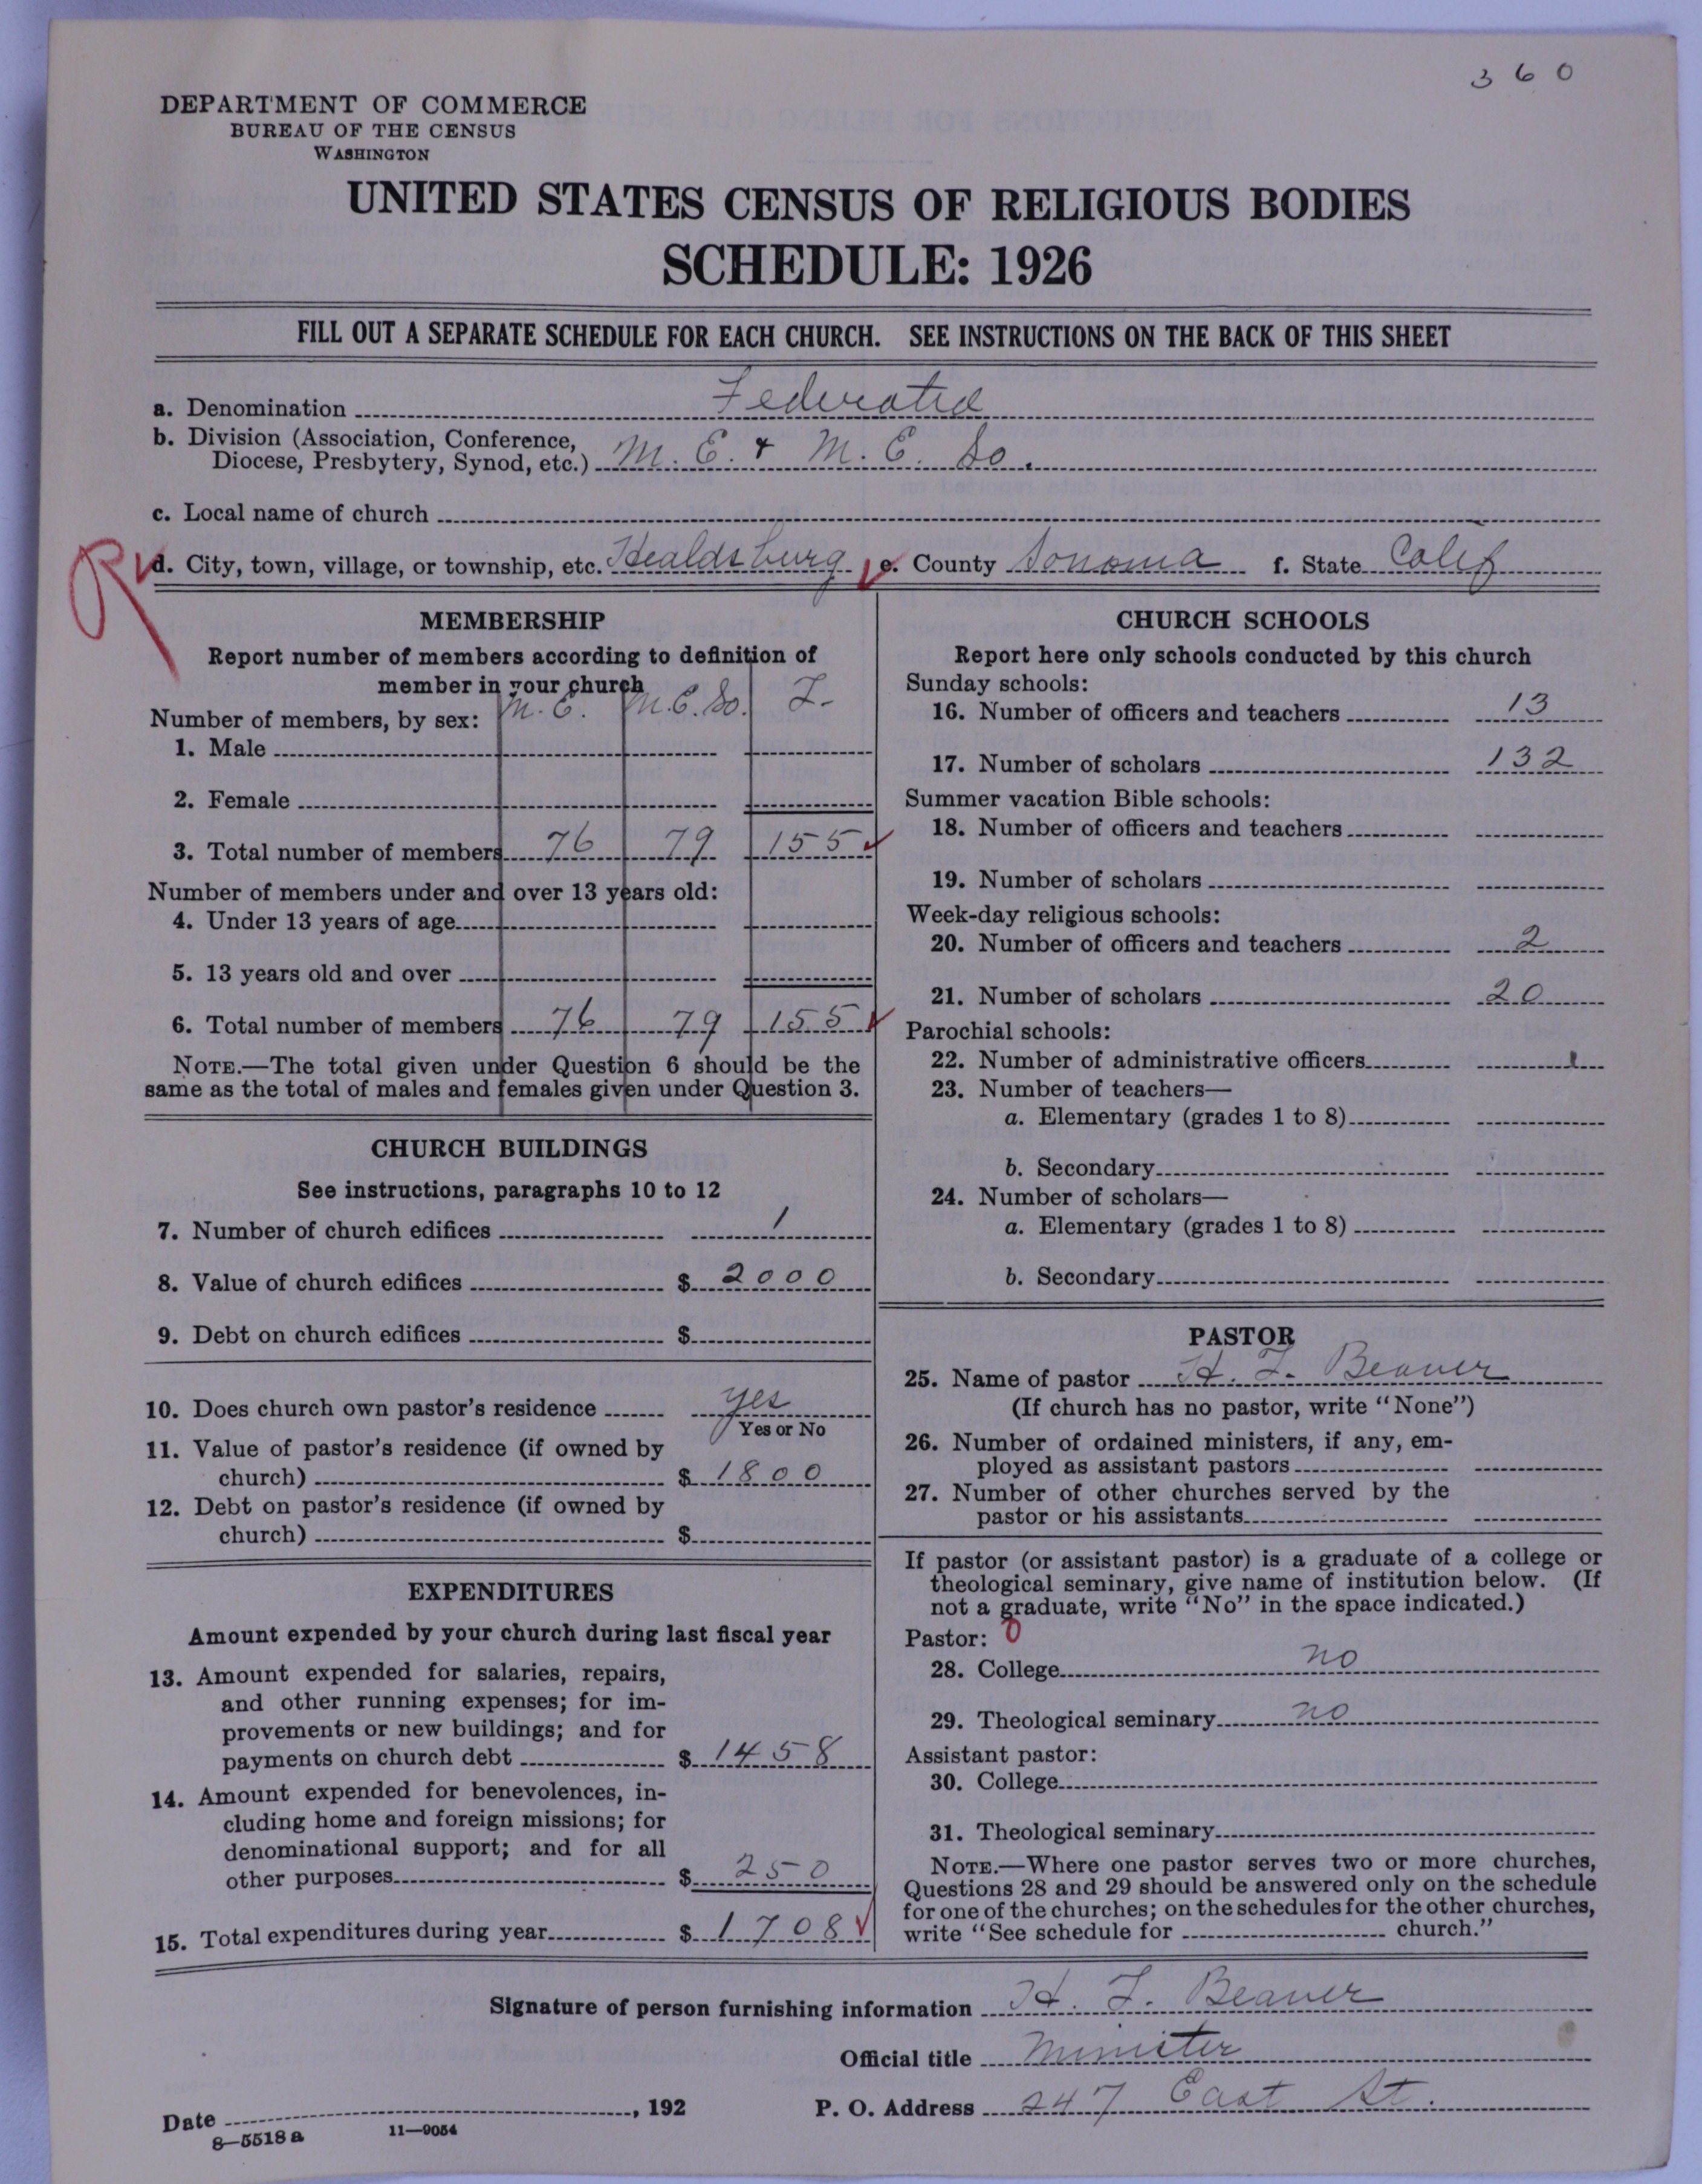 360
DEPARTMENT OF COMMERCE
BUREAU OF THE CENSUS
WASHINGTON
UNITED STATES CENSUS OF RELIGIOUS BODIES
SCHEDULE: 1926
FILL OUT A SEPARATE SCHEDULE FOR EACH CHURCH. SEE INSTRUCTIONS ON THE BACK OF THIS SHEET
a. Denomination Federated
b. Division (Association, Conference,
Diocese, Presbytery, Synod, etc.) M. E. & M. E. So.
c. Local name of church
d. City, town, village, or township, etc. Healdsburg e. County Sonoma f. State Calif
MEMBERSHIP
Report number of members according to definition of
member in your church
M. E. M. E. So. F.
Number of members, by sex:
1. Male
2. Female
3. Total number of members 76 79 155
Number of members under and over 13 years old:
4. Under 13 years of age
5. 13 years old and over
6. Total number of members 76 79 155
NOTE.—The total given under Question 6 should be the
same as the total of males and females given under Question 3.
CHURCH BUILDINGS
See instructions, paragraphs 10 to 12
7. Number of church edifices 1
8. Value of church edifices $ 2000
9. Debt on church edifices $
10. Does church own pastor's residence yes
Yes or No
11. Value of pastor's residence (if owned by
church) $ 1800
12. Debt on pastor's residence (if owned by
church) $
EXPENDITURES
Amount expended by your church during last fiscal year
13. Amount expended for salaries, repairs,
and other running expenses; for im-
provements or new buildings; and for
payments on church debt $ 1458
14. Amount expended for benevolences, in-
cluding home and foreign missions; for
denominational support; and for all
other purposes $ 250
15. Total expenditures during year $ 1708
CHURCH SCHOOLS
Report here only schools conducted by this church
Sunday schools:
16. Number of officers and teachers 13
17. Number of scholars 132
Summer vacation Bible schools:
18. Number of officers and teachers
19. Number of scholars
Week-day religious schools:
20. Number of officers and teachers 2
21. Number of scholars 20
Parochial schools:
22. Number of administrative officers
23. Number of teachers—
a. Elementary (grades 1 to 8)
b. Secondary
24. Number of scholars—
a. Elementary (grades 1 to 8)
b. Secondary
PASTOR
25. Name of pastor H. F. Beaver
(If church has no pastor, write "None")
26. Number of ordained ministers, if any, em-
ployed as assistant pastors
27. Number of other churches served by the
pastor or his assistants
If pastor (or assistant pastor) is a graduate of a college or
theological seminary, give name of institution below. (If
not a graduate, write "No" in the space indicated.)
Pastor: 0
28. College no
29. Theological seminary no
Assistant pastor:
30. College
31. Theological seminary
NOTE.—Where one pastor serves two or more churches,
Questions 28 and 29 should be answered only on the schedule
for one of the churches; on the schedules for the other churches,
write "See schedule for church."
Signature of person furnishing information H. F. Beaver
Official title Minister
Date , 192
P. O. Address 247 East St.
8—5518a 11—9054